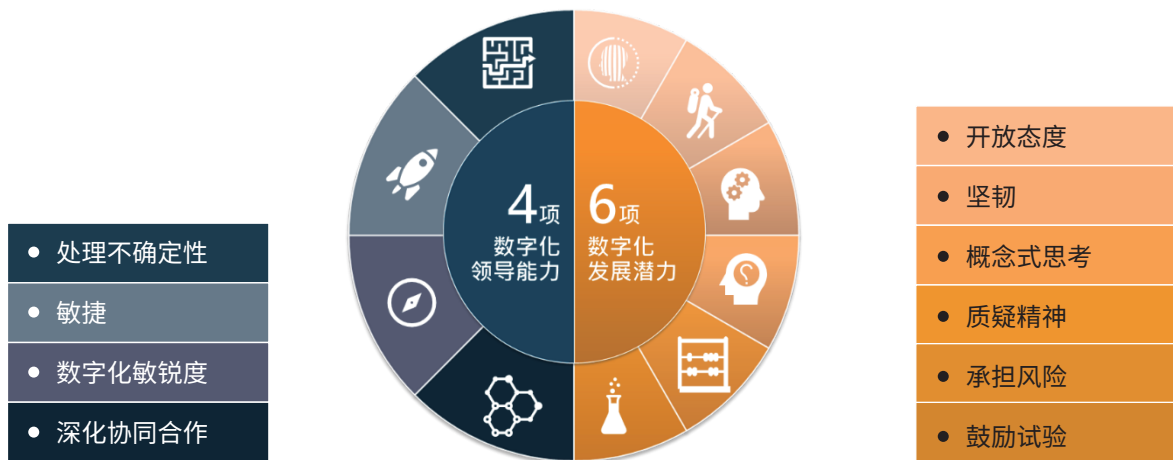 4项
数字化
领导能力
6项
数字化
发展潜力
处理不确定性
敏捷
数字化敏锐度
深化协同合作
开放态度
坚韧
概念式思考
质疑精神
承担风险
鼓励试验